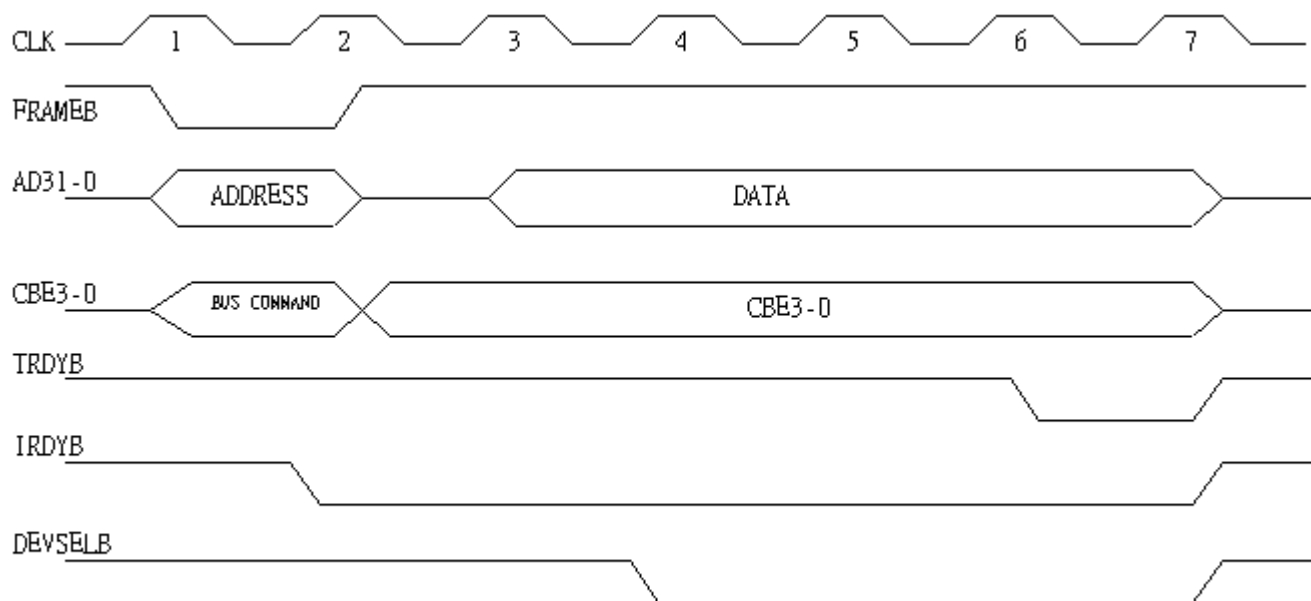 CLK 1 2 3 4 5 6 7
FRAMEB
AD31-0 ADDRESS DATA
CBE3-0 BUS COMMAND CBE3-0
TRDYB
IRDYB
DEVSELB